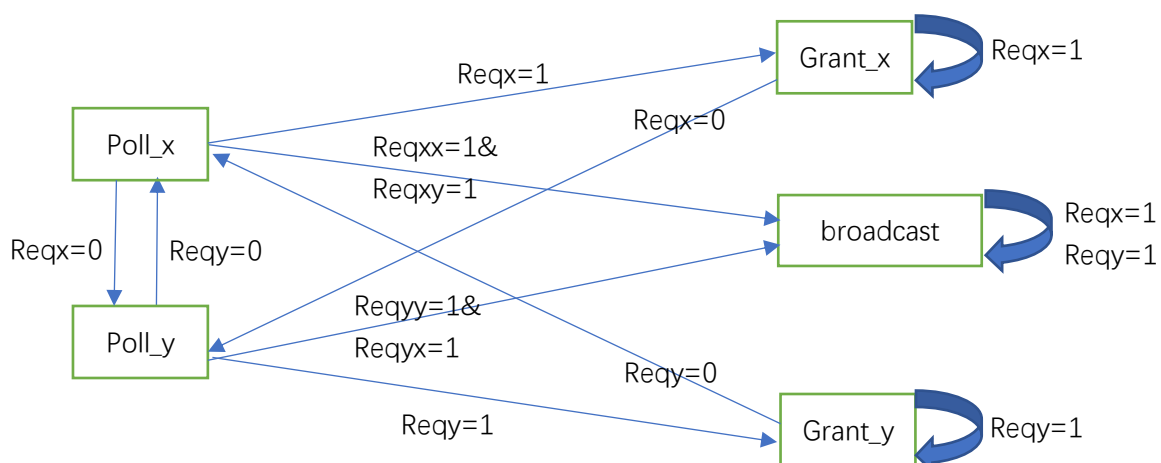 Grant_x
Reqx=1
Reqx=1
Reqx=0
Poll_x
Reqxx=1&
Reqxy=1
Reqx=1
broadcast
Reqy=1
Reqx=0
Reqy=0
Reqyy=1&
Poll_y
Reqyx=1
Reqy=0
Reqy=1
Grant_y
Reqy=1